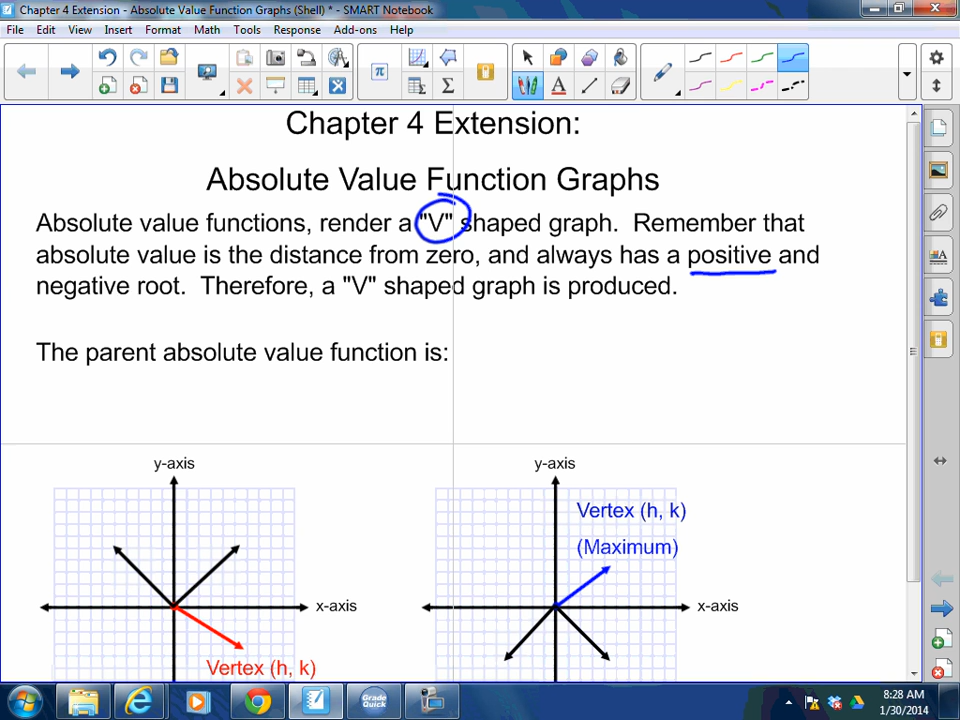 Chapter 4 Extension - Absolute Value Function Graphs (Shell) * - SMART Notebook
File Edit View Insert Format Math Tools Response Add-ons Help
π
Σ
A
Chapter 4 Extension:
Absolute Value Function Graphs
Absolute value functions, render a "V" shaped graph. Remember that
absolute value is the distance from zero, and always has a positive and
negative root. Therefore, a "V" shaped graph is produced.
The parent absolute value function is:
y-axis y-axis
Vertex (h, k)
(Maximum)
x-axis x-axis
Vertex (h, k)
Grade Quick
8:28 AM
1/30/2014